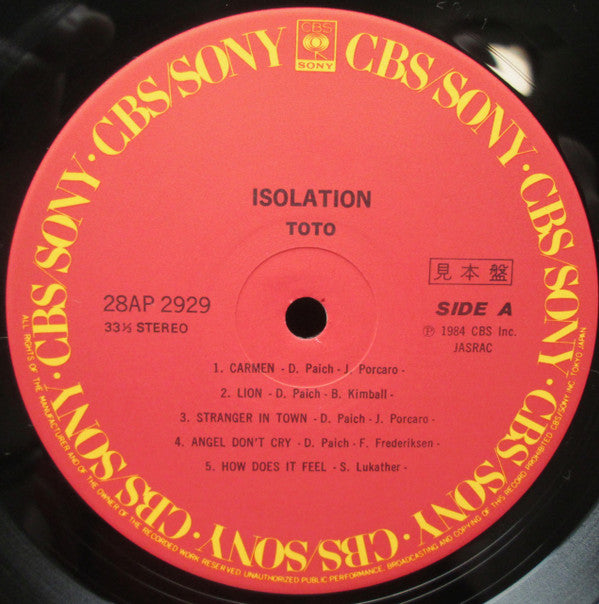 CBS/SONY · CBS/SONY · CBS/SONY · CBS/SONY · CBS/SONY · CBS/SONY · CBS/SONY · CBS/SONY
CBS
SONY
ISOLATION
TOTO
見本盤
28AP 2929
SIDE A
33⅓ STEREO
Ⓟ 1984 CBS Inc.
JASRAC
1. CARMEN - D. Paich - J. Porcaro -
2. LION - D. Paich - B. Kimball -
3. STRANGER IN TOWN - D. Paich - J. Porcaro -
4. ANGEL DON'T CRY - D. Paich - F. Frederiksen -
5. HOW DOES IT FEEL - S. Lukather -
ALL RIGHTS OF THE MANUFACTURER AND OF THE OWNER OF THE RECORDED WORK RESERVED UNAUTHORIZED PUBLIC PERFORMANCE, BROADCASTING AND COPYING OF THIS RECORD PROHIBITED CBS/SONY INC. TOKYO JAPAN